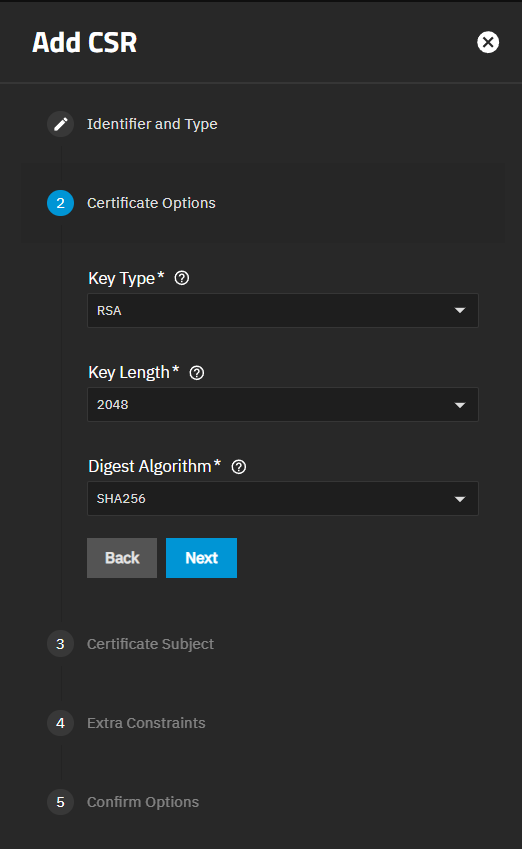 Add CSR
Identifier and Type
2 Certificate Options
Key Type*
RSA
Key Length*
2048
Digest Algorithm*
SHA256
Back Next
3 Certificate Subject
4 Extra Constraints
5 Confirm Options